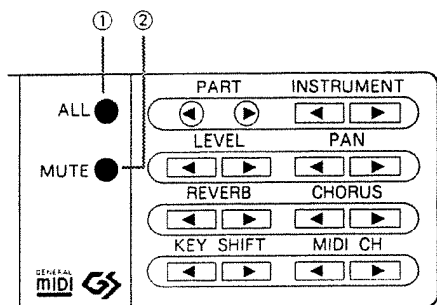 ① ②
PART INSTRUMENT
ALL
LEVEL PAN
MUTE
REVERB CHORUS
KEY SHIFT MIDI CH
GENERAL
MIDI GS